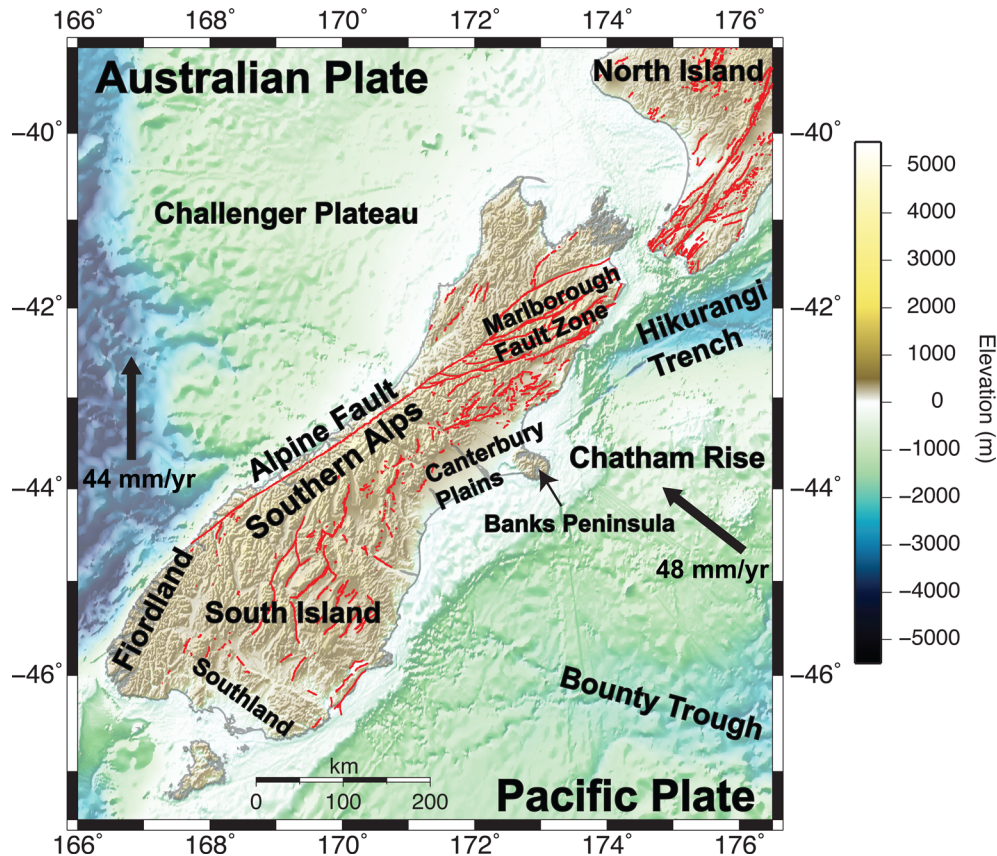 166° 168° 170° 172° 174° 176°
Australian Plate
North Island
−40° −40°
5000
4000
Challenger Plateau
3000
2000
−42° −42°
Marlborough
Fault Zone
Hikurangi
Trench
1000
0
Elevation (m)
Alpine Fault
Southern Alps
−1000
44 mm/yr
Canterbury
Plains
Chatham Rise
−44° −44°
−2000
Banks Peninsula
−3000
48 mm/yr
−4000
Fiordland
South Island
−5000
−46° −46°
Southland
Bounty Trough
km
0 100 200
Pacific Plate
166° 168° 170° 172° 174° 176°